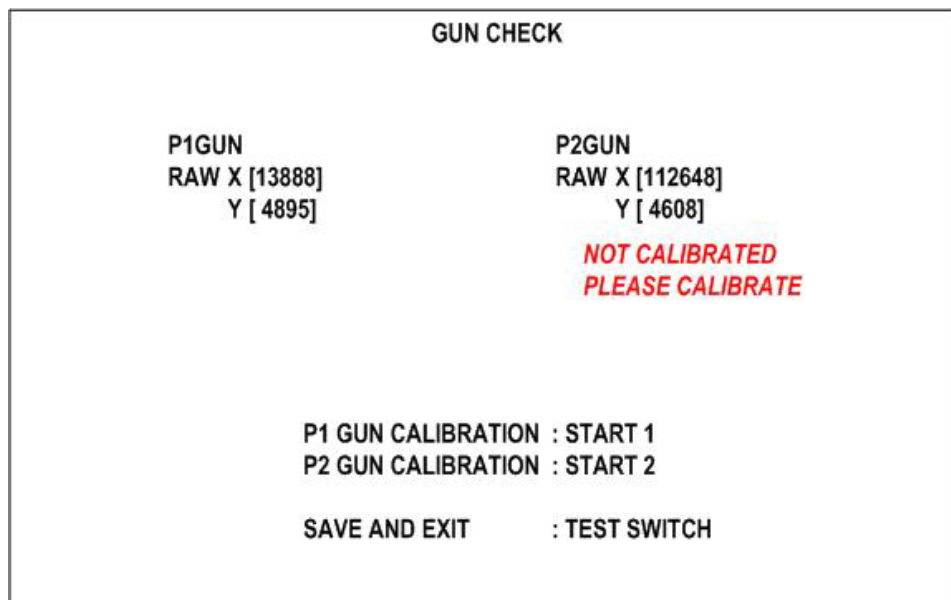 GUN CHECK
P1GUN
RAW X [13888]
Y [ 4895]
P2GUN
RAW X [112648]
Y [ 4608]
NOT CALIBRATED
PLEASE CALIBRATE
P1 GUN CALIBRATION : START 1
P2 GUN CALIBRATION : START 2
SAVE AND EXIT : TEST SWITCH